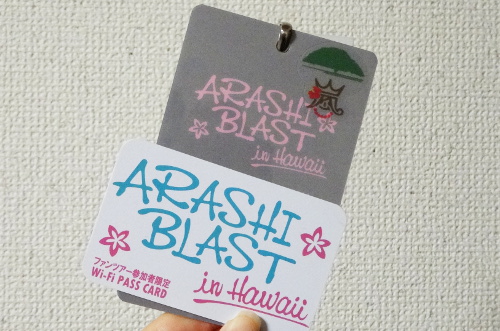 嵐
ARASHI
BLAST
in Hawaii
ARASHI
BLAST
in Hawaii
ファンツアー参加者限定
Wi-Fi PASS CARD